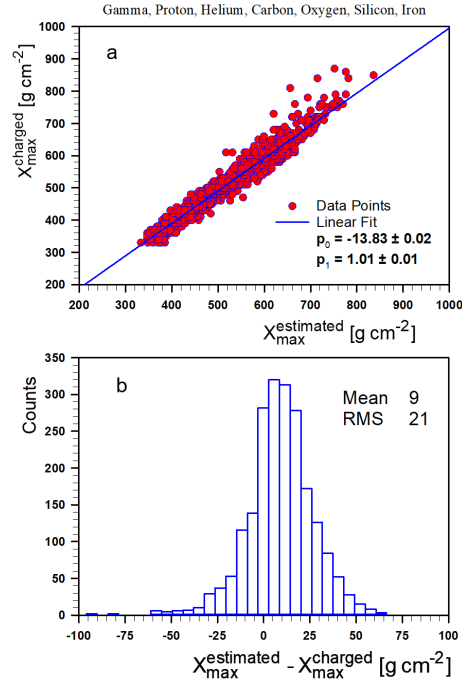 Gamma, Proton, Helium, Carbon, Oxygen, Silicon, Iron
a
1000
900
800
700
600
500
400
300
200
X_max^charged [g cm^-2]
Data Points
Linear Fit
p_0 = -13.83 ± 0.02
p_1 = 1.01 ± 0.01
200 300 400 500 600 700 800 900 1000
X_max^estimated [g cm^-2]
b
350
300
250
200
150
100
50
0
Counts
Mean 9
RMS 21
-100 -75 -50 -25 0 25 50 75 100
X_max^estimated - X_max^charged [g cm^-2]